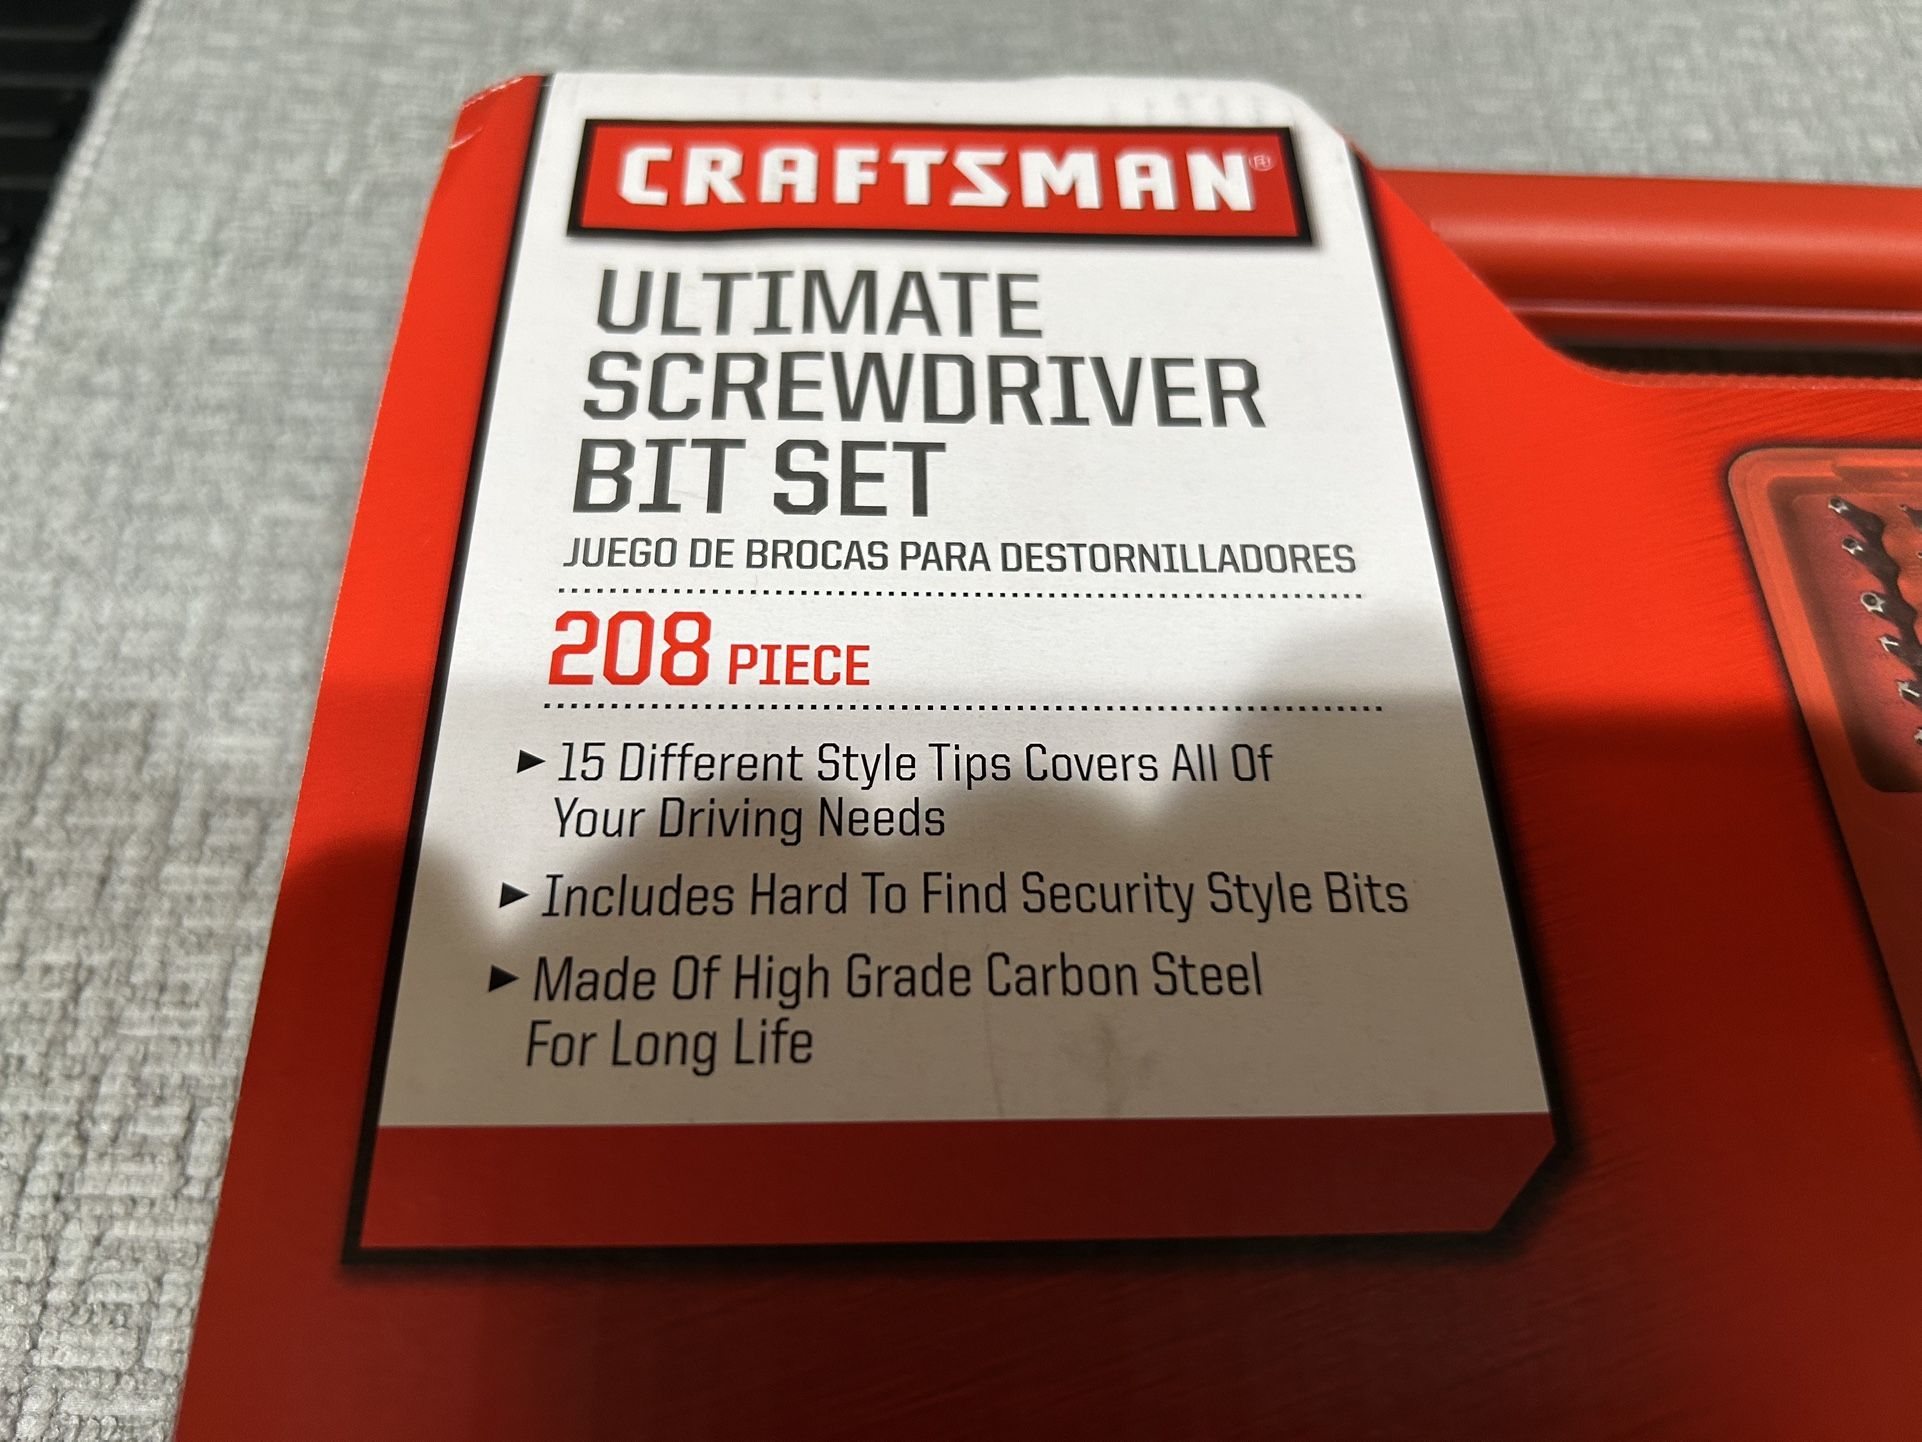 CRAFTSMAN®
ULTIMATE
SCREWDRIVER
BIT SET
JUEGO DE BROCAS PARA DESTORNILLADORES
208 PIECE
► 15 Different Style Tips Covers All Of
Your Driving Needs
► Includes Hard To Find Security Style Bits
► Made Of High Grade Carbon Steel
For Long Life